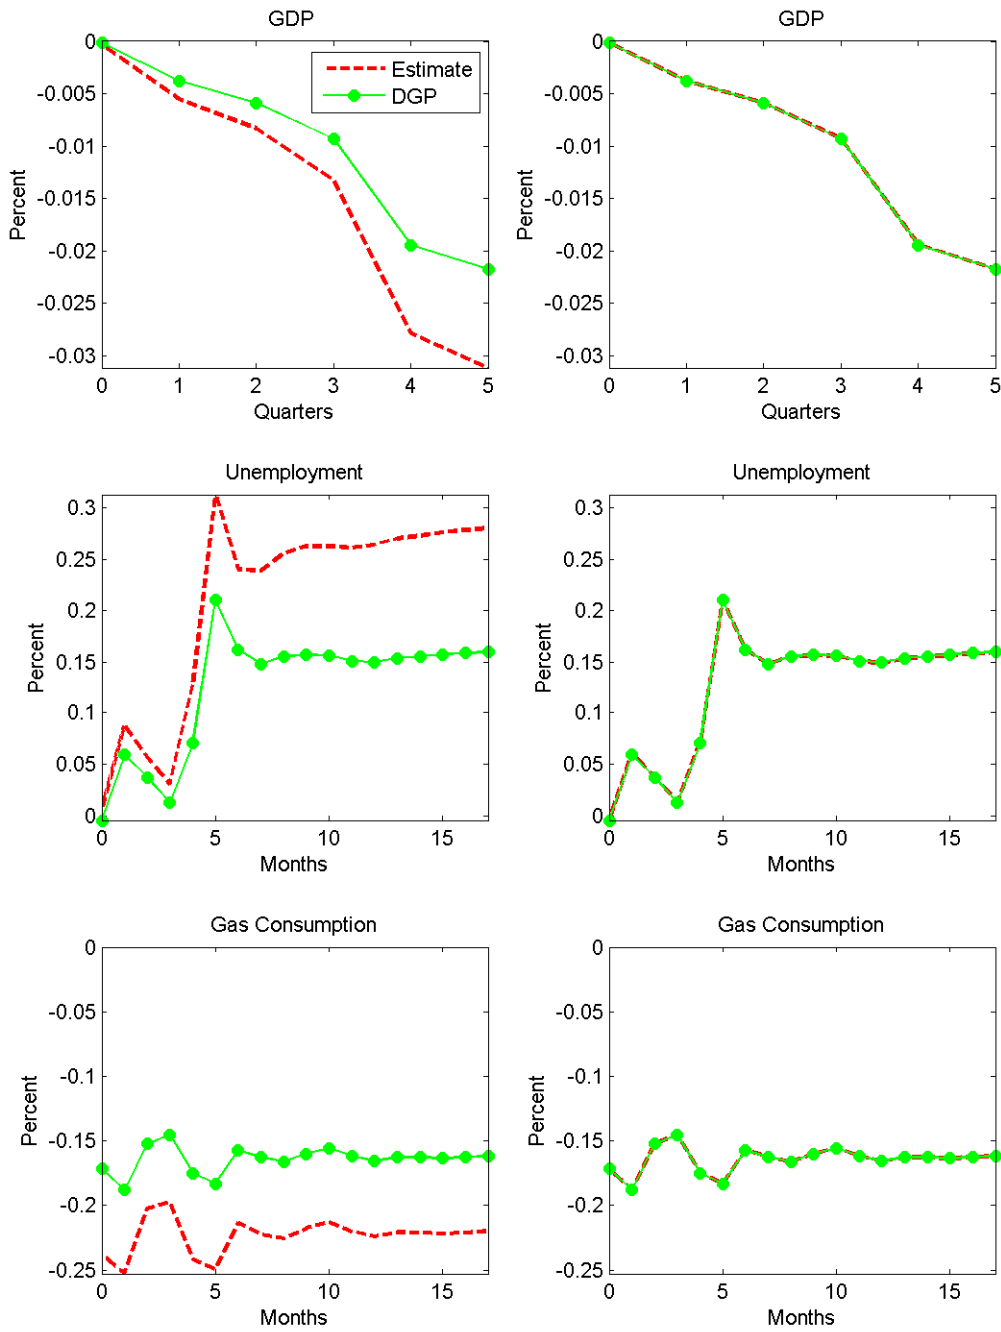 GDP
0
-0.005
-0.01
-0.015
-0.02
-0.025
-0.03
Percent
Estimate
DGP
0 1 2 3 4 5
Quarters
GDP
0
-0.005
-0.01
-0.015
-0.02
-0.025
-0.03
Percent
0 1 2 3 4 5
Quarters
Unemployment
0.3
0.25
0.2
0.15
0.1
0.05
0
Percent
0 5 10 15
Months
Unemployment
0.3
0.25
0.2
0.15
0.1
0.05
0
Percent
0 5 10 15
Months
Gas Consumption
0
-0.05
-0.1
-0.15
-0.2
-0.25
Percent
0 5 10 15
Months
Gas Consumption
0
-0.05
-0.1
-0.15
-0.2
-0.25
Percent
0 5 10 15
Months